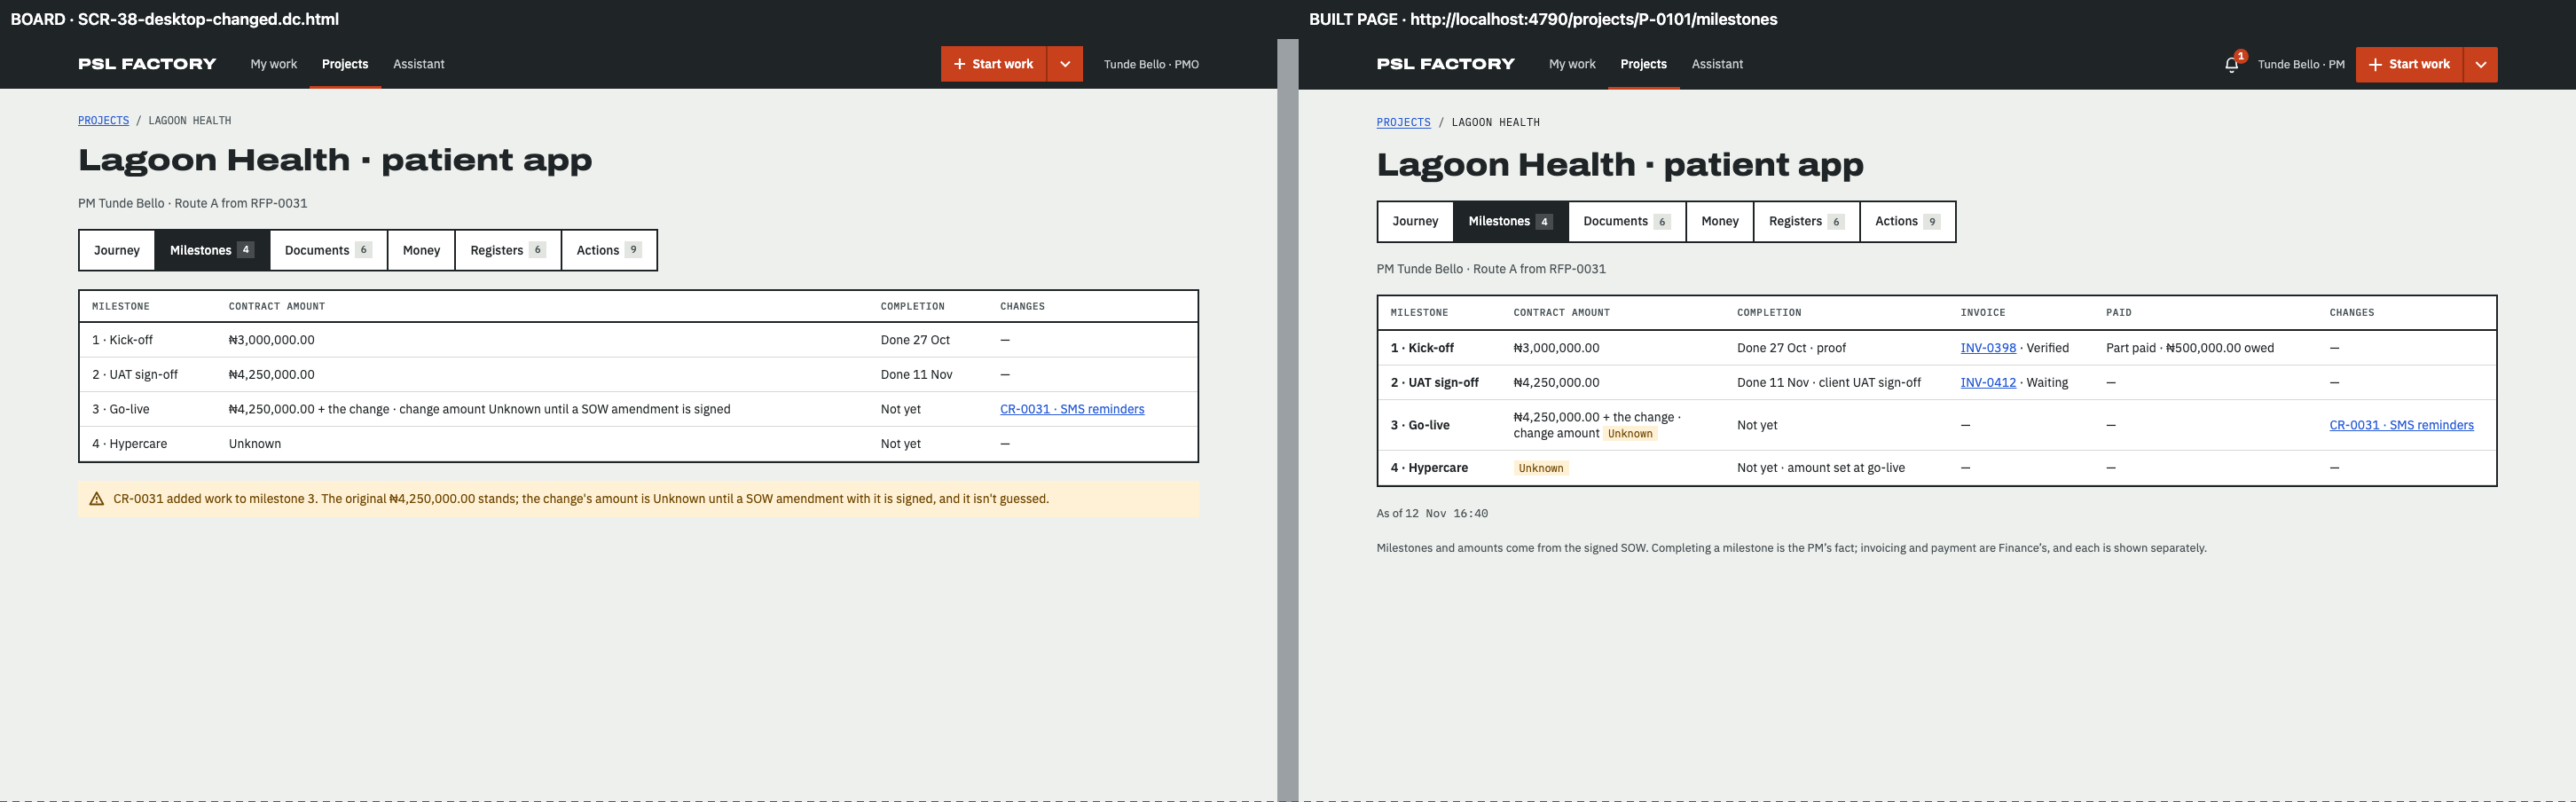 BOARD · SCR-38-desktop-changed.dc.html
PSL FACTORY My work Projects Assistant Start work Tunde Bello · PMO
PROJECTS / LAGOON HEALTH
Lagoon Health · patient app
PM Tunde Bello · Route A from RFP-0031
Journey Milestones 4 Documents 6 Money Registers 6 Actions 9
MILESTONE CONTRACT AMOUNT COMPLETION CHANGES
1 · Kick-off ₦3,000,000.00 Done 27 Oct —
2 · UAT sign-off ₦4,250,000.00 Done 11 Nov —
3 · Go-live ₦4,250,000.00 + the change · change amount Unknown until a SOW amendment is signed Not yet CR-0031 · SMS reminders
4 · Hypercare Unknown Not yet —
CR-0031 added work to milestone 3. The original ₦4,250,000.00 stands; the change's amount is Unknown until a SOW amendment with it is signed, and it isn't guessed.
BUILT PAGE · http://localhost:4790/projects/P-0101/milestones
PSL FACTORY My work Projects Assistant 1 Tunde Bello · PM Start work
PROJECTS / LAGOON HEALTH
Lagoon Health · patient app
Journey Milestones 4 Documents 6 Money Registers 6 Actions 9
PM Tunde Bello · Route A from RFP-0031
MILESTONE CONTRACT AMOUNT COMPLETION INVOICE PAID CHANGES
1 · Kick-off ₦3,000,000.00 Done 27 Oct · proof INV-0398 · Verified Part paid · ₦500,000.00 owed —
2 · UAT sign-off ₦4,250,000.00 Done 11 Nov · client UAT sign-off INV-0412 · Waiting — —
3 · Go-live ₦4,250,000.00 + the change ·
change amount Unknown Not yet — — CR-0031 · SMS reminders
4 · Hypercare Unknown Not yet · amount set at go-live — — —
As of 12 Nov 16:40
Milestones and amounts come from the signed SOW. Completing a milestone is the PM’s fact; invoicing and payment are Finance’s, and each is shown separately.